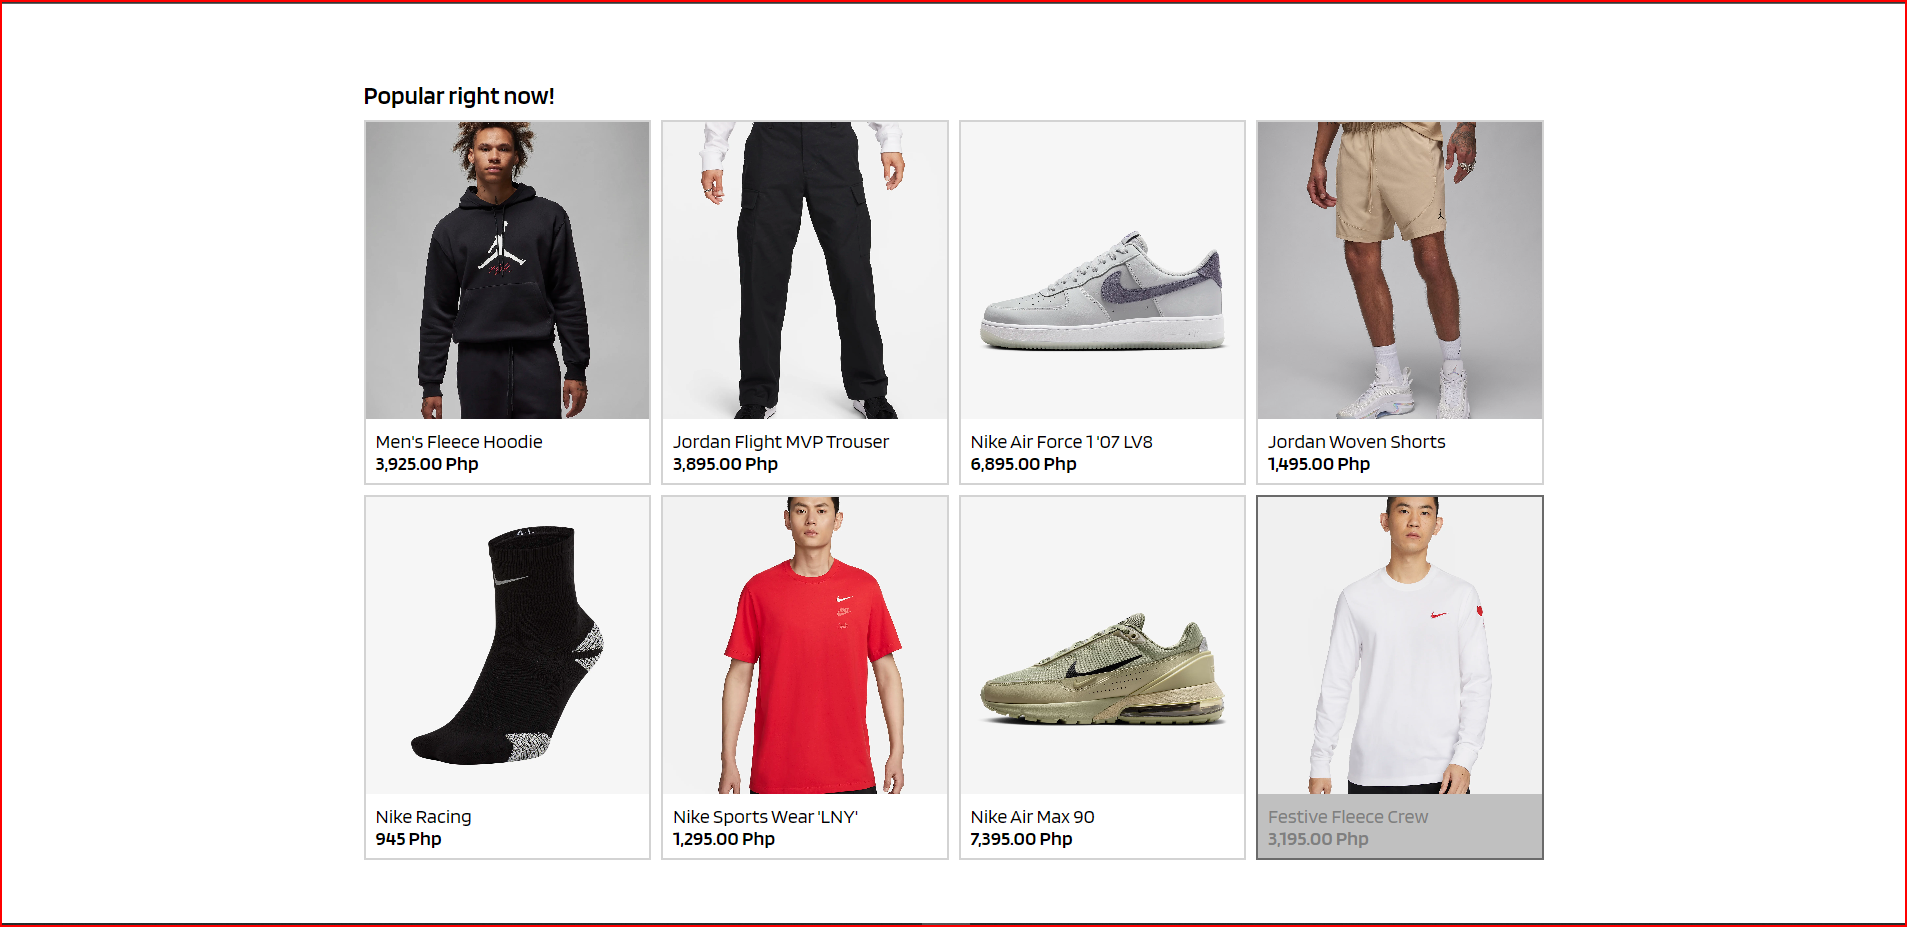 Popular right now!
Men's Fleece Hoodie
3,925.00 Php
Jordan Flight MVP Trouser
3,895.00 Php
Nike Air Force 1 '07 LV8
6,895.00 Php
Jordan Woven Shorts
1,495.00 Php
Nike Racing
945 Php
Nike Sports Wear 'LNY'
1,295.00 Php
Nike Air Max 90
7,395.00 Php
Festive Fleece Crew
3,195.00 Php